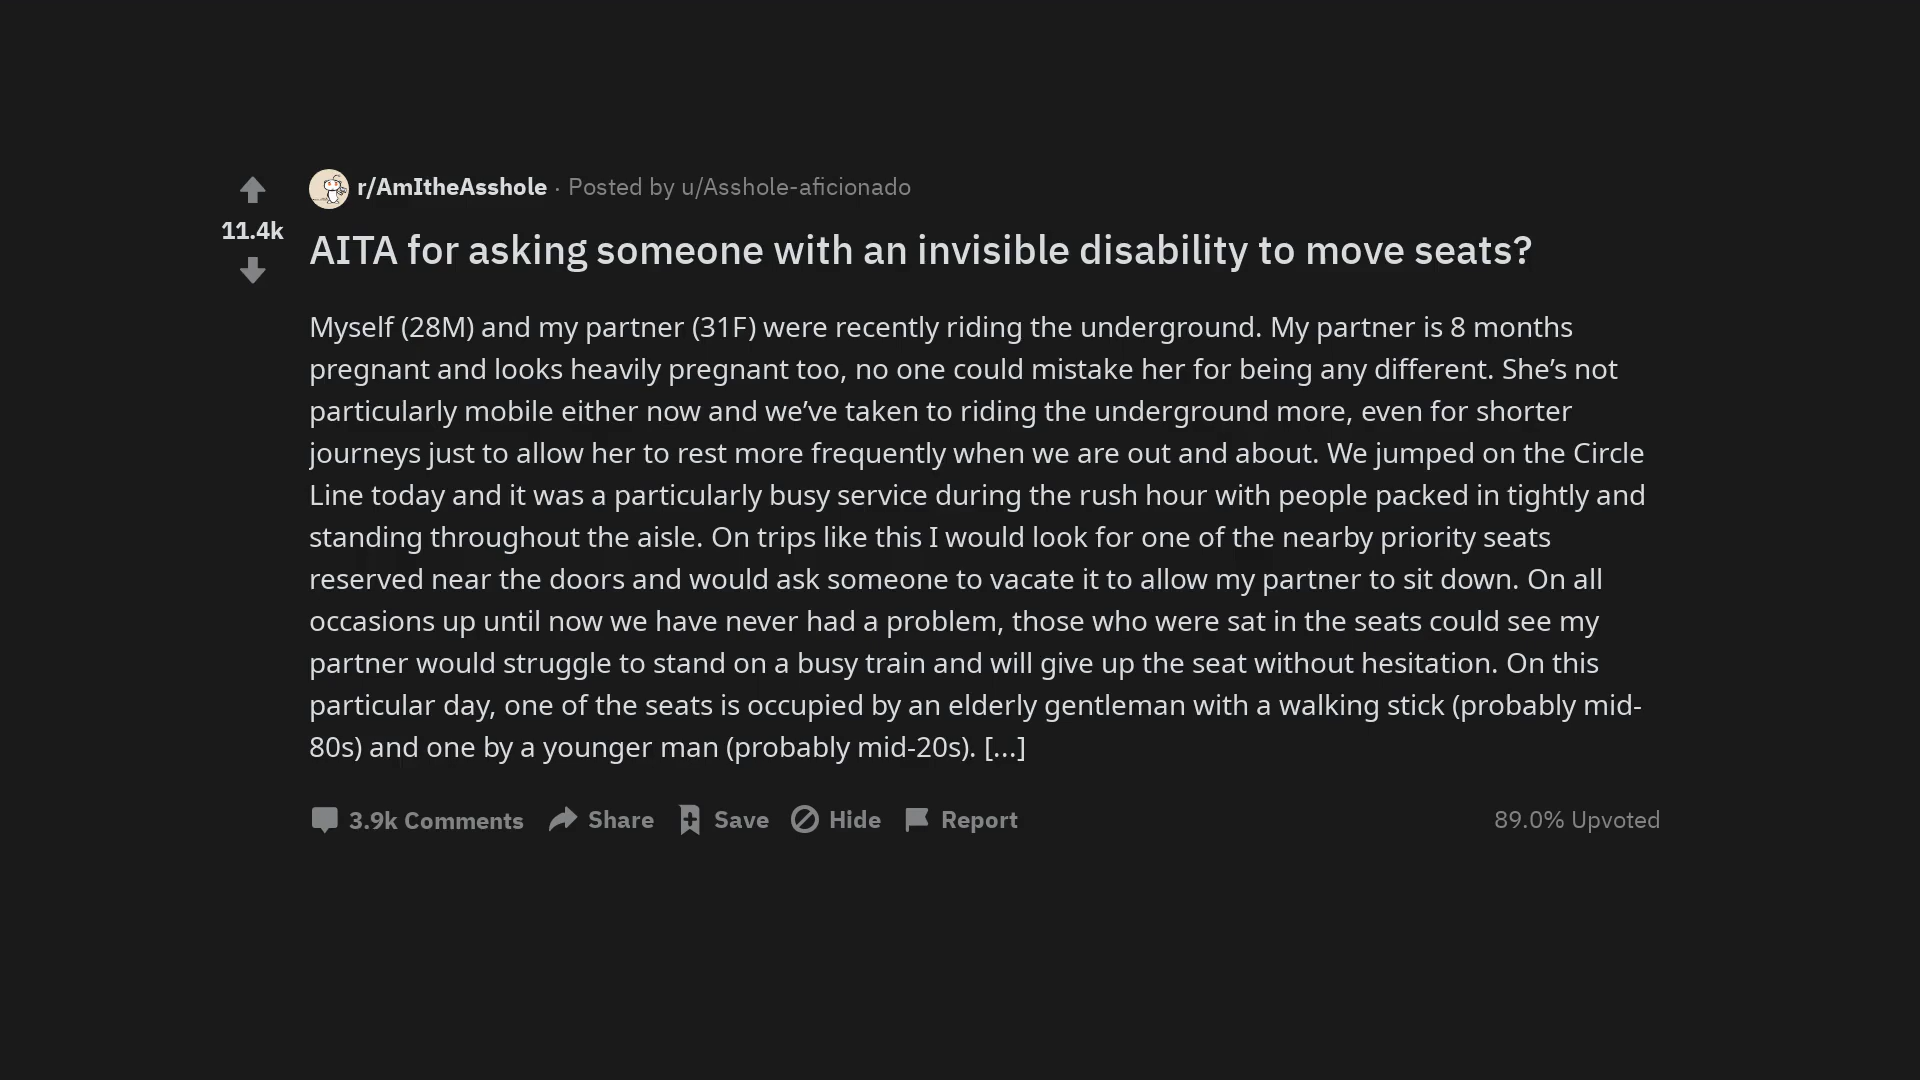 r/AmItheAsshole · Posted by u/Asshole-aficionado
11.4k
AITA for asking someone with an invisible disability to move seats?
Myself (28M) and my partner (31F) were recently riding the underground. My partner is 8 months
pregnant and looks heavily pregnant too, no one could mistake her for being any different. She’s not
particularly mobile either now and we’ve taken to riding the underground more, even for shorter
journeys just to allow her to rest more frequently when we are out and about. We jumped on the Circle
Line today and it was a particularly busy service during the rush hour with people packed in tightly and
standing throughout the aisle. On trips like this I would look for one of the nearby priority seats
reserved near the doors and would ask someone to vacate it to allow my partner to sit down. On all
occasions up until now we have never had a problem, those who were sat in the seats could see my
partner would struggle to stand on a busy train and will give up the seat without hesitation. On this
particular day, one of the seats is occupied by an elderly gentleman with a walking stick (probably mid-
80s) and one by a younger man (probably mid-20s). [...]
3.9k Comments Share Save Hide Report 89.0% Upvoted